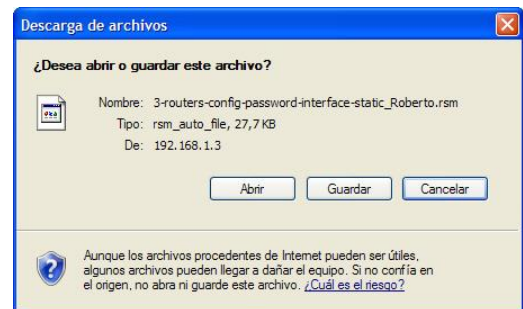 Descarga de archivos
¿Desea abrir o guardar este archivo?
Nombre: 3-routers-config-password-interface-static_Roberto.rsm
Tipo: rsm_auto_file, 27,7 KB
De: 192.168.1.3
Abrir Guardar Cancelar
Aunque los archivos procedentes de Internet pueden ser útiles,
algunos archivos pueden llegar a dañar el equipo. Si no confía en
el origen, no abra ni guarde este archivo. ¿Cuál es el riesgo?